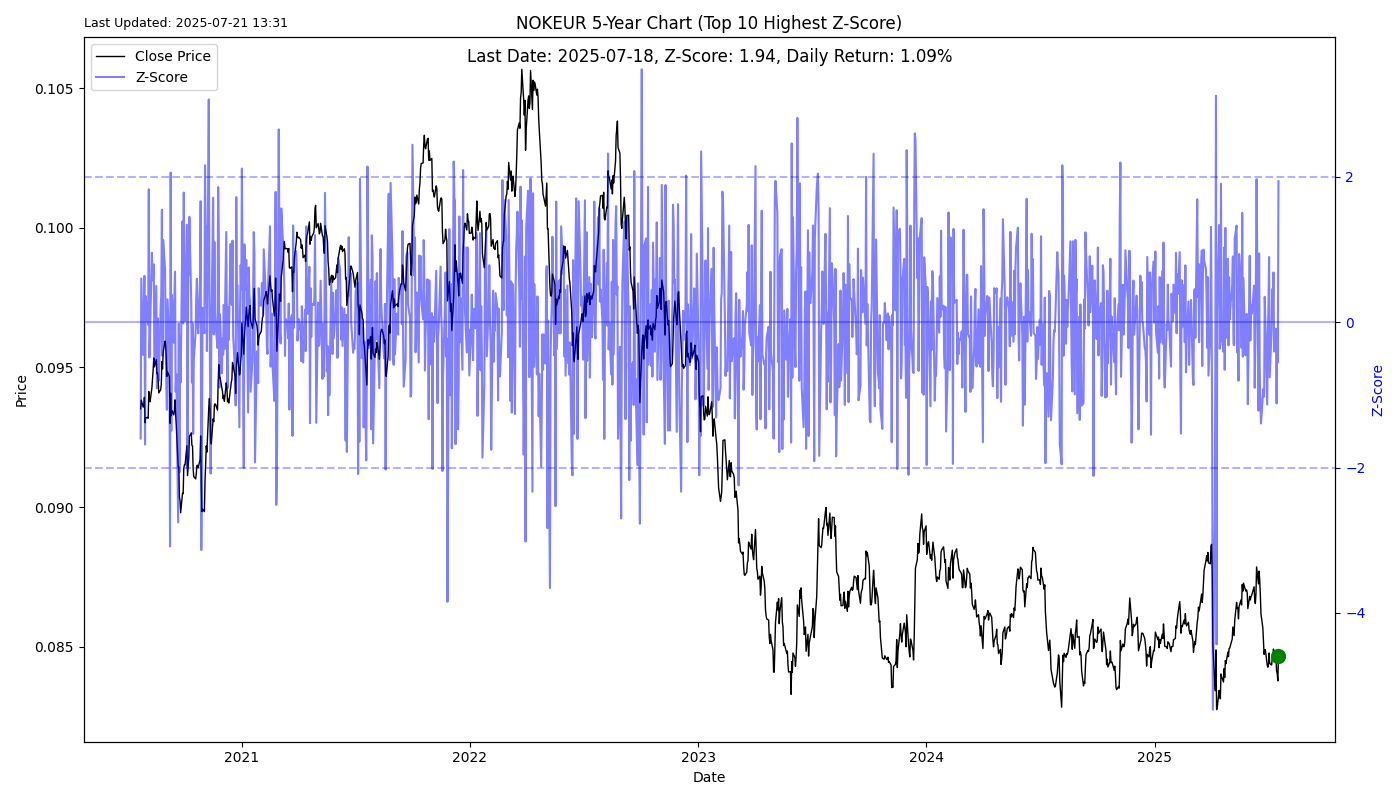 Last Updated: 2025-07-21 13:31
NOKEUR 5-Year Chart (Top 10 Highest Z-Score)
Last Date: 2025-07-18, Z-Score: 1.94, Daily Return: 1.09%
Close Price
Z-Score
0.105
0.100
0.095
0.090
0.085
Price
2
0
−2
−4
Z-Score
2021
2022
2023
2024
2025
Date